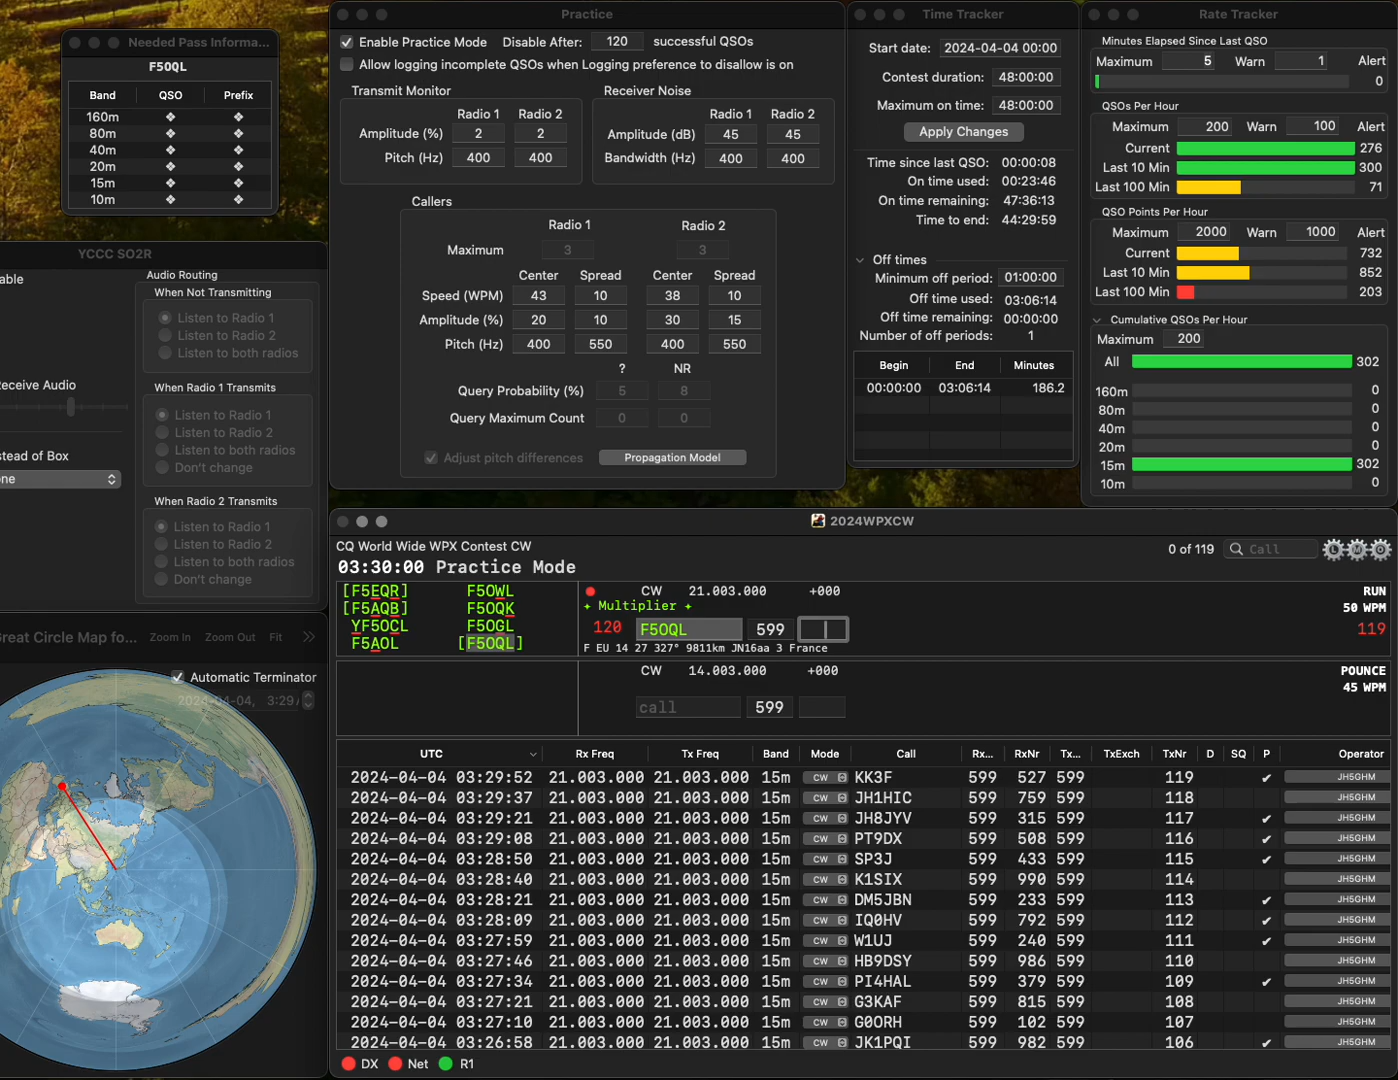 Needed Pass Informa...
F5OQL
Band QSO Prefix
160m ❖ ❖
80m ❖ ❖
40m ❖ ❖
20m ❖ ❖
15m ❖ ❖
10m ❖ ❖
YCCC SO2R
able
Audio Routing
When Not Transmitting
Listen to Radio 1
Listen to Radio 2
Listen to both radios
eceive Audio
When Radio 1 Transmits
Listen to Radio 1
Listen to Radio 2
Listen to both radios
Don't change
stead of Box
ne
When Radio 2 Transmits
Listen to Radio 1
Listen to Radio 2
Listen to both radios
Don't change
reat Circle Map fo... Zoom In Zoom Out Fit
Automatic Terminator
2024-04-04, 3:29
Practice
Enable Practice Mode Disable After: 120 successful QSOs
Allow logging incomplete QSOs when Logging preference to disallow is on
Transmit Monitor
Radio 1 Radio 2
Amplitude (%) 2 2
Pitch (Hz) 400 400
Receiver Noise
Radio 1 Radio 2
Amplitude (dB) 45 45
Bandwidth (Hz) 400 400
Callers
Radio 1 Radio 2
Maximum 3 3
Center Spread Center Spread
Speed (WPM) 43 10 38 10
Amplitude (%) 20 10 30 15
Pitch (Hz) 400 550 400 550
? NR
Query Probability (%) 5 8
Query Maximum Count 0 0
Adjust pitch differences Propagation Model
Time Tracker
Start date: 2024-04-04 00:00
Contest duration: 48:00:00
Maximum on time: 48:00:00
Apply Changes
Time since last QSO: 00:00:08
On time used: 00:23:46
On time remaining: 47:36:13
Time to end: 44:29:59
Off times
Minimum off period: 01:00:00
Off time used: 03:06:14
Off time remaining: 00:00:00
Number of off periods: 1
Begin End Minutes
00:00:00 03:06:14 186.2
Rate Tracker
Minutes Elapsed Since Last QSO
Maximum 5 Warn 1 Alert
0
QSOs Per Hour
Maximum 200 Warn 100 Alert
Current 276
Last 10 Min 300
Last 100 Min 71
QSO Points Per Hour
Maximum 2000 Warn 1000 Alert
Current 732
Last 10 Min 852
Last 100 Min 203
Cumulative QSOs Per Hour
Maximum 200
All 302
160m 0
80m 0
40m 0
20m 0
15m 302
10m 0
2024WPXCW
CQ World Wide WPX Contest CW
0 of 119 Call
03:30:00 Practice Mode
[F5EQR] F5OWL
[F5AQB] F5OQK
YF5OCL F5OGL
F5AOL [F5OQL]
CW 21.003.000 +000 RUN
✦ Multiplier ✦ 50 WPM
120 F5OQL 599 119
F EU 14 27 327° 9811km JN16aa 3 France
CW 14.003.000 +000 POUNCE
45 WPM
call 599
UTC Rx Freq Tx Freq Band Mode Call Rx... RxNr Tx... TxExch TxNr D SQ P Operator
2024-04-04 03:29:52 21.003.000 21.003.000 15m CW KK3F 599 527 599 119 ✔ JH5GHM
2024-04-04 03:29:37 21.003.000 21.003.000 15m CW JH1HIC 599 759 599 118 JH5GHM
2024-04-04 03:29:21 21.003.000 21.003.000 15m CW JH8JYV 599 315 599 117 ✔ JH5GHM
2024-04-04 03:29:08 21.003.000 21.003.000 15m CW PT9DX 599 508 599 116 ✔ JH5GHM
2024-04-04 03:28:50 21.003.000 21.003.000 15m CW SP3J 599 433 599 115 ✔ JH5GHM
2024-04-04 03:28:40 21.003.000 21.003.000 15m CW K1SIX 599 990 599 114 JH5GHM
2024-04-04 03:28:21 21.003.000 21.003.000 15m CW DM5JBN 599 233 599 113 ✔ JH5GHM
2024-04-04 03:28:09 21.003.000 21.003.000 15m CW IQ0HV 599 792 599 112 ✔ JH5GHM
2024-04-04 03:27:59 21.003.000 21.003.000 15m CW W1UJ 599 240 599 111 ✔ JH5GHM
2024-04-04 03:27:46 21.003.000 21.003.000 15m CW HB9DSY 599 986 599 110 JH5GHM
2024-04-04 03:27:34 21.003.000 21.003.000 15m CW PI4HAL 599 379 599 109 ✔ JH5GHM
2024-04-04 03:27:21 21.003.000 21.003.000 15m CW G3KAF 599 815 599 108 JH5GHM
2024-04-04 03:27:10 21.003.000 21.003.000 15m CW G0ORH 599 102 599 107 JH5GHM
2024-04-04 03:26:58 21.003.000 21.003.000 15m CW JK1PQI 599 982 599 106 ✔ JH5GHM
DX Net R1